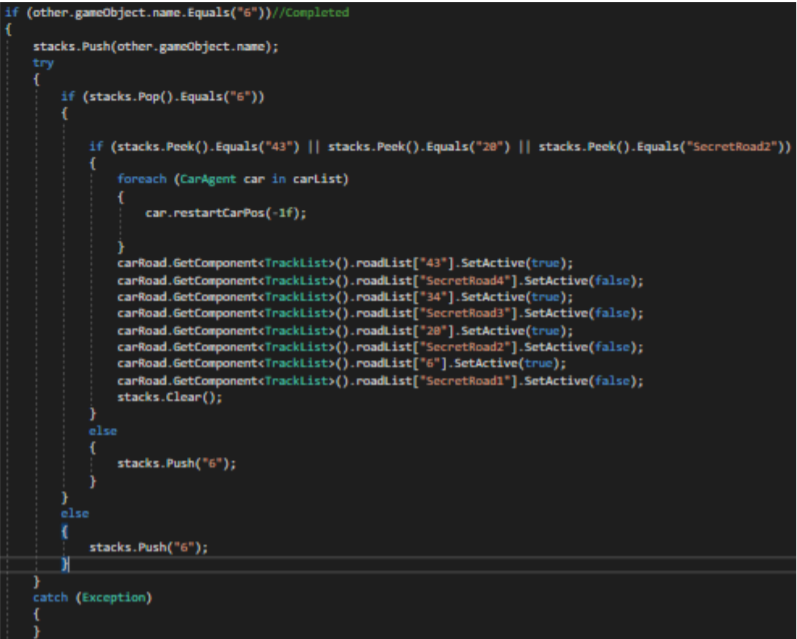 if (other.gameObject.name.Equals("6"))//Completed
{
stacks.Push(other.gameObject.name);
try
{
if (stacks.Pop().Equals("6"))
{
if (stacks.Peek().Equals("43") || stacks.Peek().Equals("20") || stacks.Peek().Equals("SecretRoad2"))
{
foreach (CarAgent car in carList)
{
car.restartCarPos(-1f);
}
carRoad.GetComponent<TrackList>().roadList["43"].SetActive(true);
carRoad.GetComponent<TrackList>().roadList["SecretRoad4"].SetActive(false);
carRoad.GetComponent<TrackList>().roadList["34"].SetActive(true);
carRoad.GetComponent<TrackList>().roadList["SecretRoad3"].SetActive(false);
carRoad.GetComponent<TrackList>().roadList["20"].SetActive(true);
carRoad.GetComponent<TrackList>().roadList["SecretRoad2"].SetActive(false);
carRoad.GetComponent<TrackList>().roadList["6"].SetActive(true);
carRoad.GetComponent<TrackList>().roadList["SecretRoad1"].SetActive(false);
stacks.Clear();
}
else
{
stacks.Push("6");
}
}
else
{
stacks.Push("6");
}
}
catch (Exception)
{
}